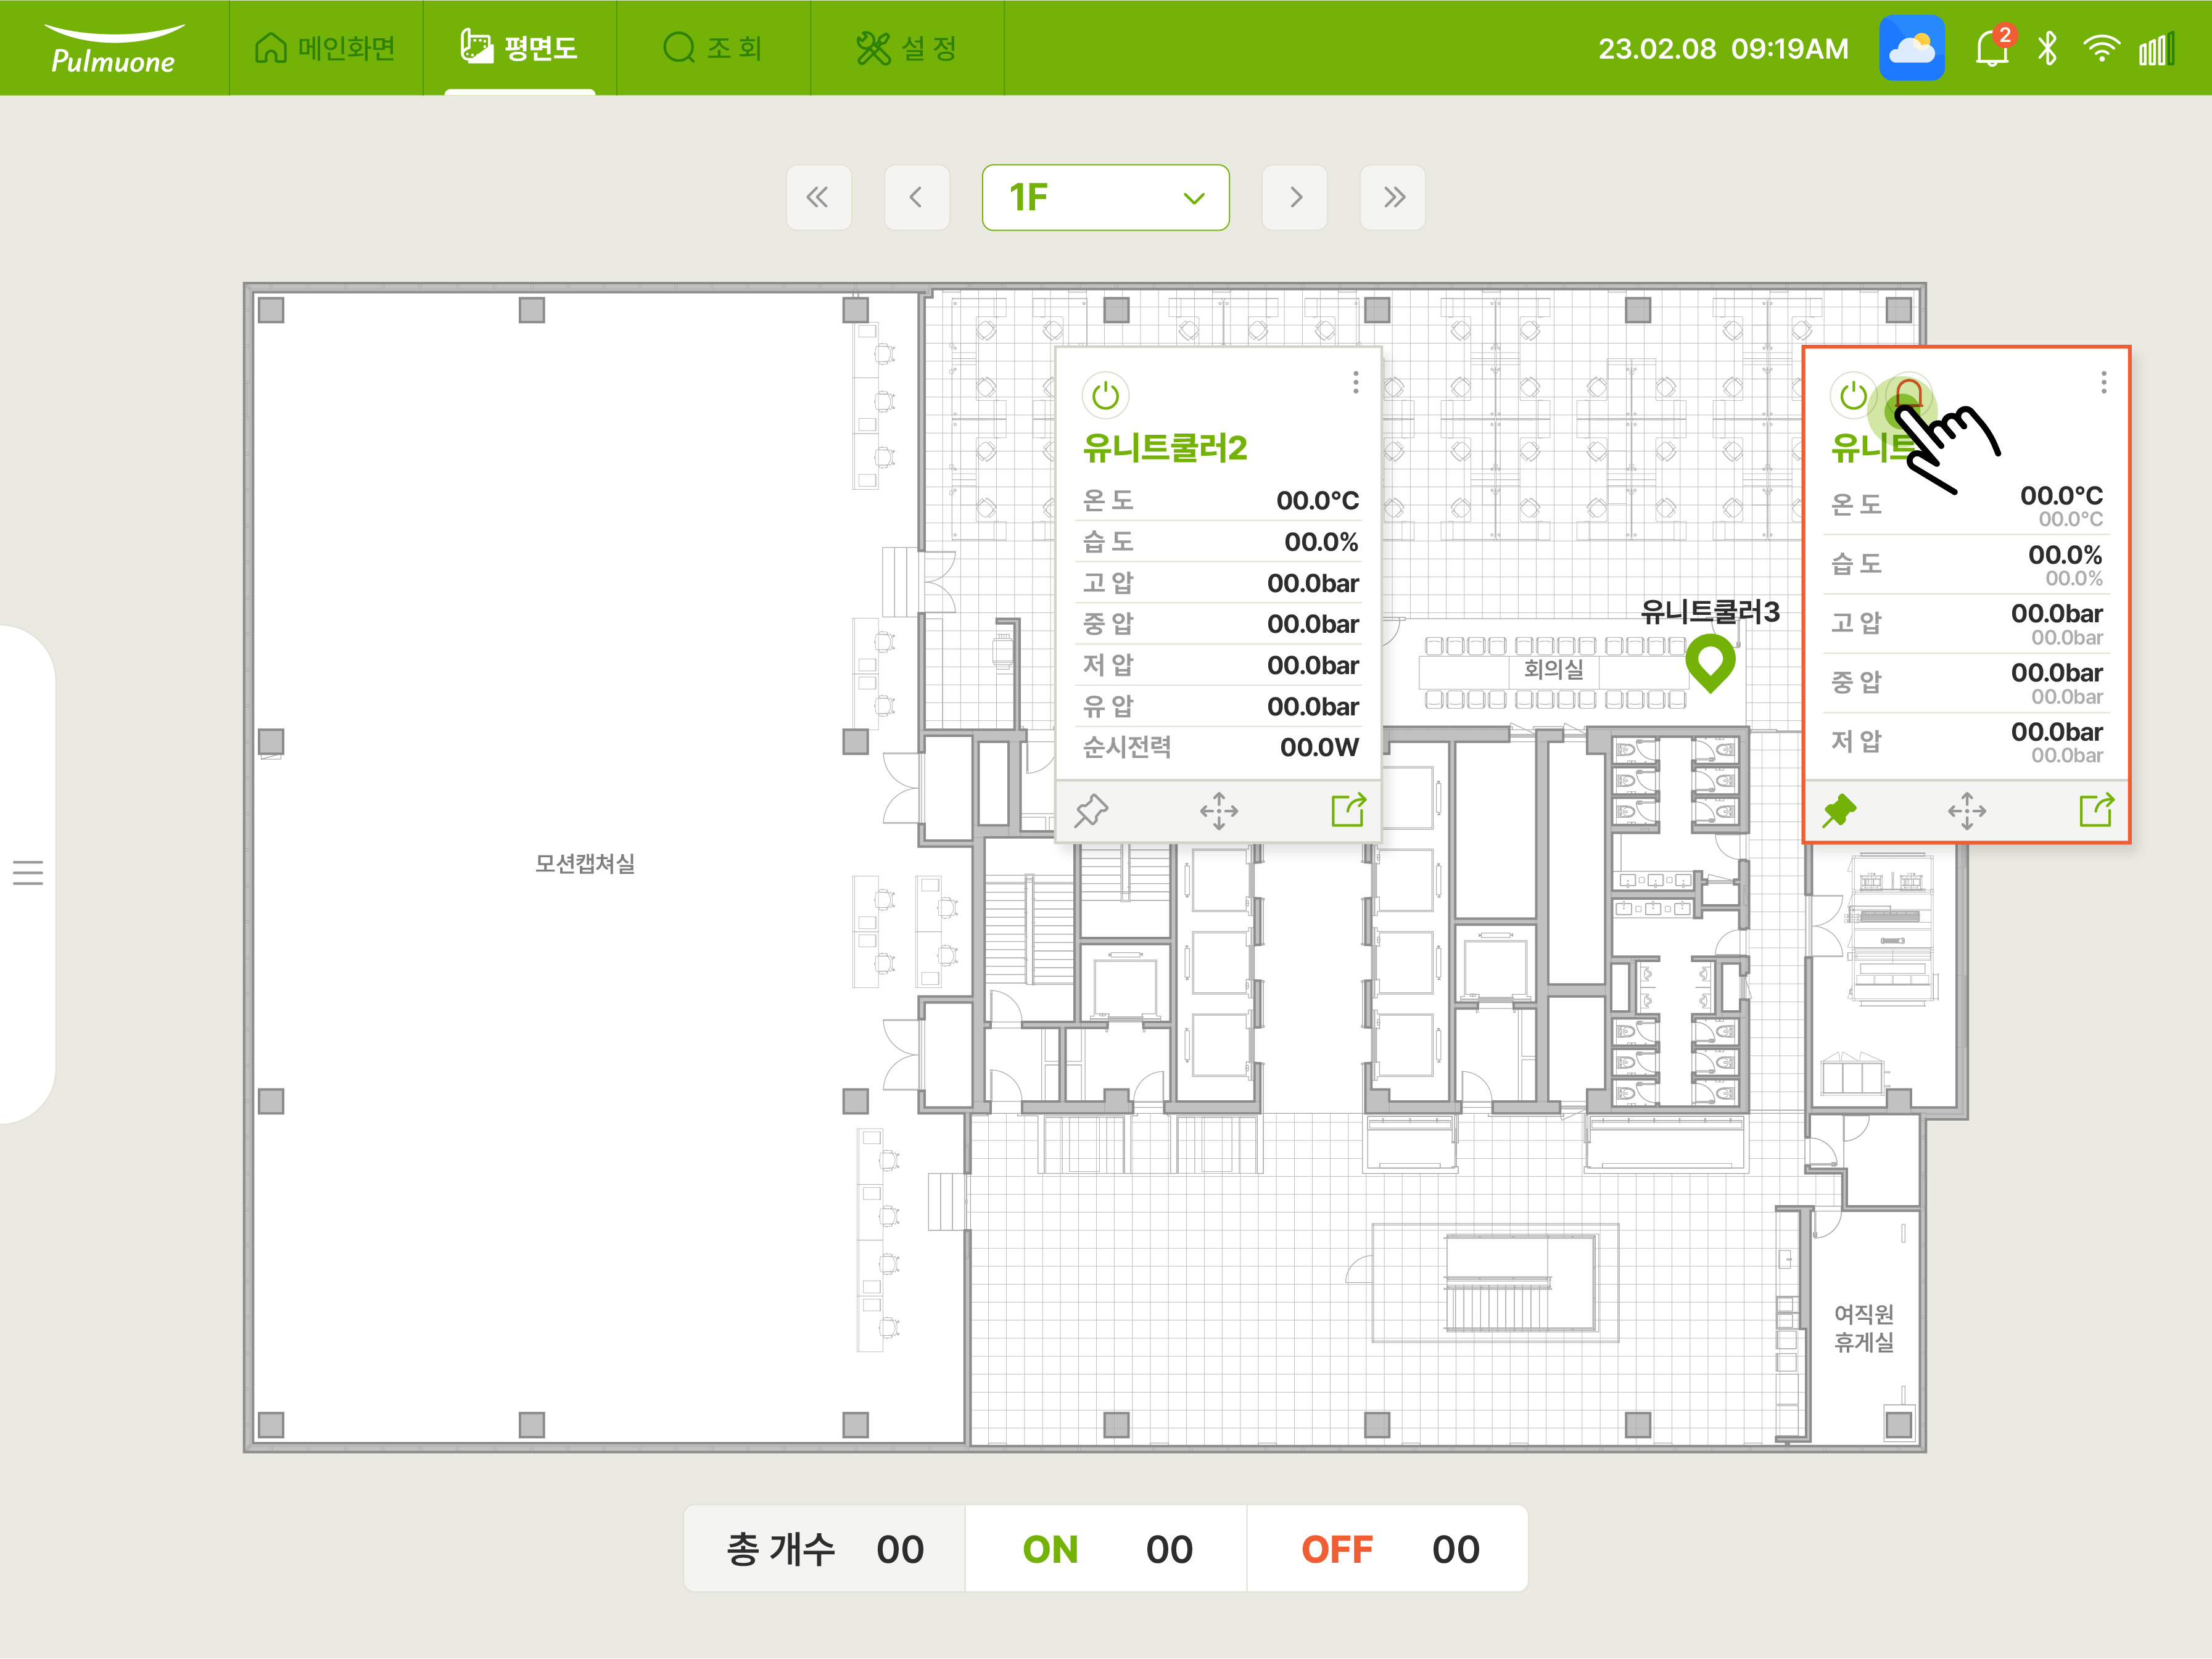 Pulmuone
메인화면
평면도
조 회
설 정
23.02.08 09:19AM
2
1F
유니트쿨러2
온 도 00.0°C
습 도 00.0%
고 압 00.0bar
중 압 00.0bar
저 압 00.0bar
유 압 00.0bar
순시전력 00.0W
유니트쿨러3
회의실
유니트
온 도 00.0°C
00.0°C
습 도 00.0%
00.0%
고 압 00.0bar
00.0bar
중 압 00.0bar
00.0bar
저 압 00.0bar
00.0bar
모션캡쳐실
여직원
휴게실
총 개수 00
ON 00
OFF 00